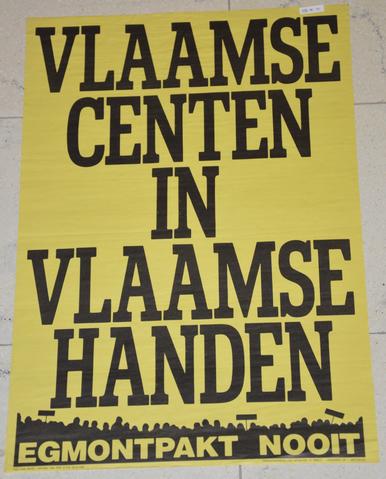 VLAAMSE
CENTEN
IN
VLAAMSE
HANDEN
EGMONTPAKT NOOIT